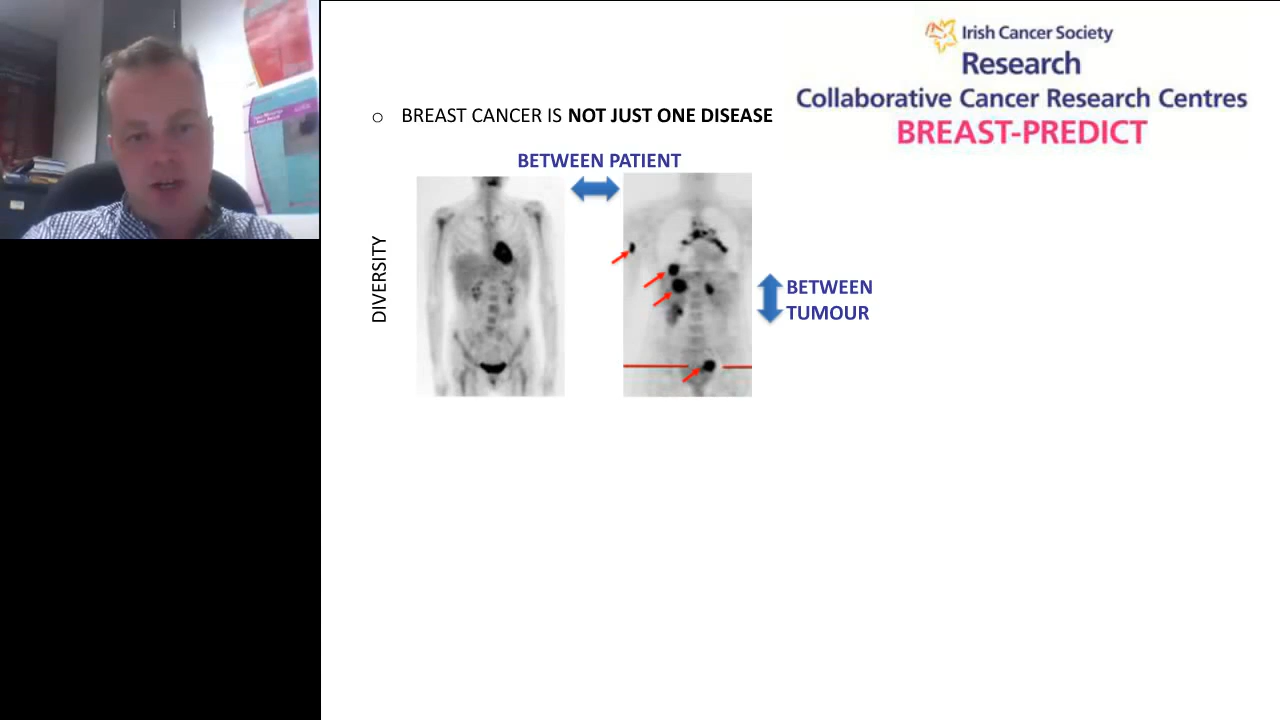 Irish Cancer Society
Research
Collaborative Cancer Research Centres
BREAST-PREDICT
○ BREAST CANCER IS NOT JUST ONE DISEASE
BETWEEN PATIENT
DIVERSITY
BETWEEN
TUMOUR